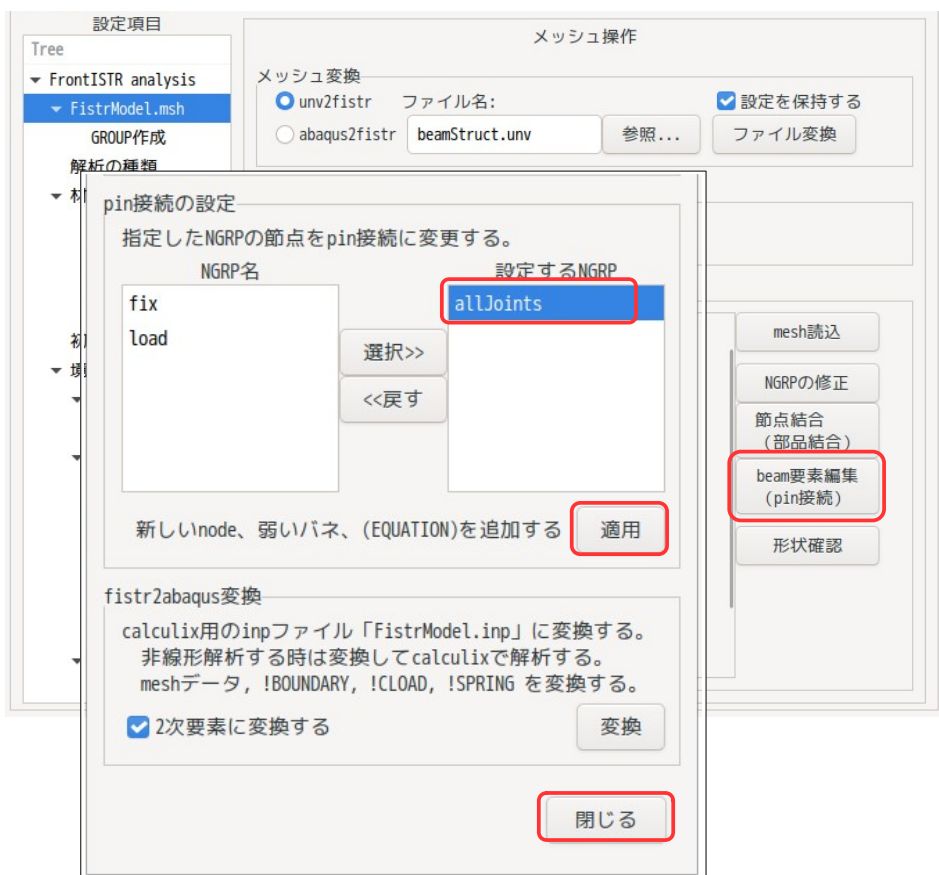 設定項目
Tree
FrontISTR analysis
FistrModel.msh
GROUP作成
解析の種類
メッシュ操作
メッシュ変換
unv2fistr ファイル名: 設定を保持する
abaqus2fistr beamStruct.unv 参照... ファイル変換
pin接続の設定
指定したNGRPの節点をpin接続に変更する。
NGRP名 設定するNGRP
fix allJoints
load
選択>>
<<戻す
新しいnode、弱いバネ、(EQUATION)を追加する 適用
fistr2abaqus変換
calculix用のinpファイル「FistrModel.inp」に変換する。
非線形解析する時は変換してcalculixで解析する。
meshデータ, !BOUNDARY, !CLOAD, !SPRING を変換する。
2次要素に変換する 変換
閉じる
mesh読込
NGRPの修正
節点結合
(部品結合)
beam要素編集
(pin接続)
形状確認